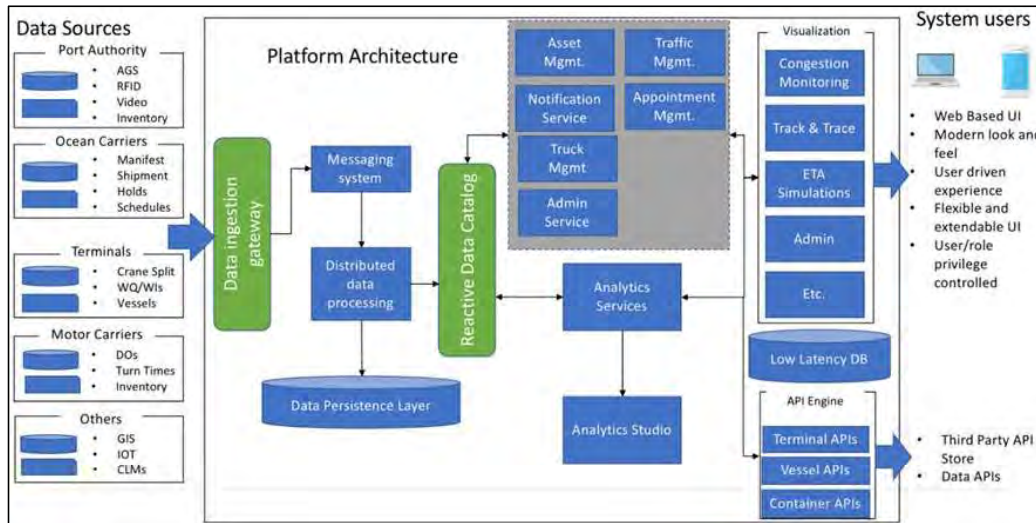 Data Sources
Port Authority
• AGS
• RFID
• Video
• Inventory
Ocean Carriers
• Manifest
• Shipment
• Holds
• Schedules
Terminals
• Crane Split
• WQ/WIs
• Vessels
Motor Carriers
• DOs
• Turn Times
• Inventory
Others
• GIS
• IOT
• CLMs
Platform Architecture
Data ingestion
gateway
Messaging
system
Distributed
data
processing
Data Persistence Layer
Reactive Data Catalog
Asset
Mgmt.
Traffic
Mgmt.
Notification
Service
Appointment
Mgmt.
Truck
Mgmt
Admin
Service
Analytics
Services
Analytics Studio
Visualization
Congestion
Monitoring
Track & Trace
ETA
Simulations
Admin
Etc.
Low Latency DB
API Engine
Terminal APIs
Vessel APIs
Container APIs
System users
• Web Based UI
• Modern look and
feel
• User driven
experience
• Flexible and
extendable UI
• User/role
privilege
controlled
• Third Party API
Store
• Data APIs